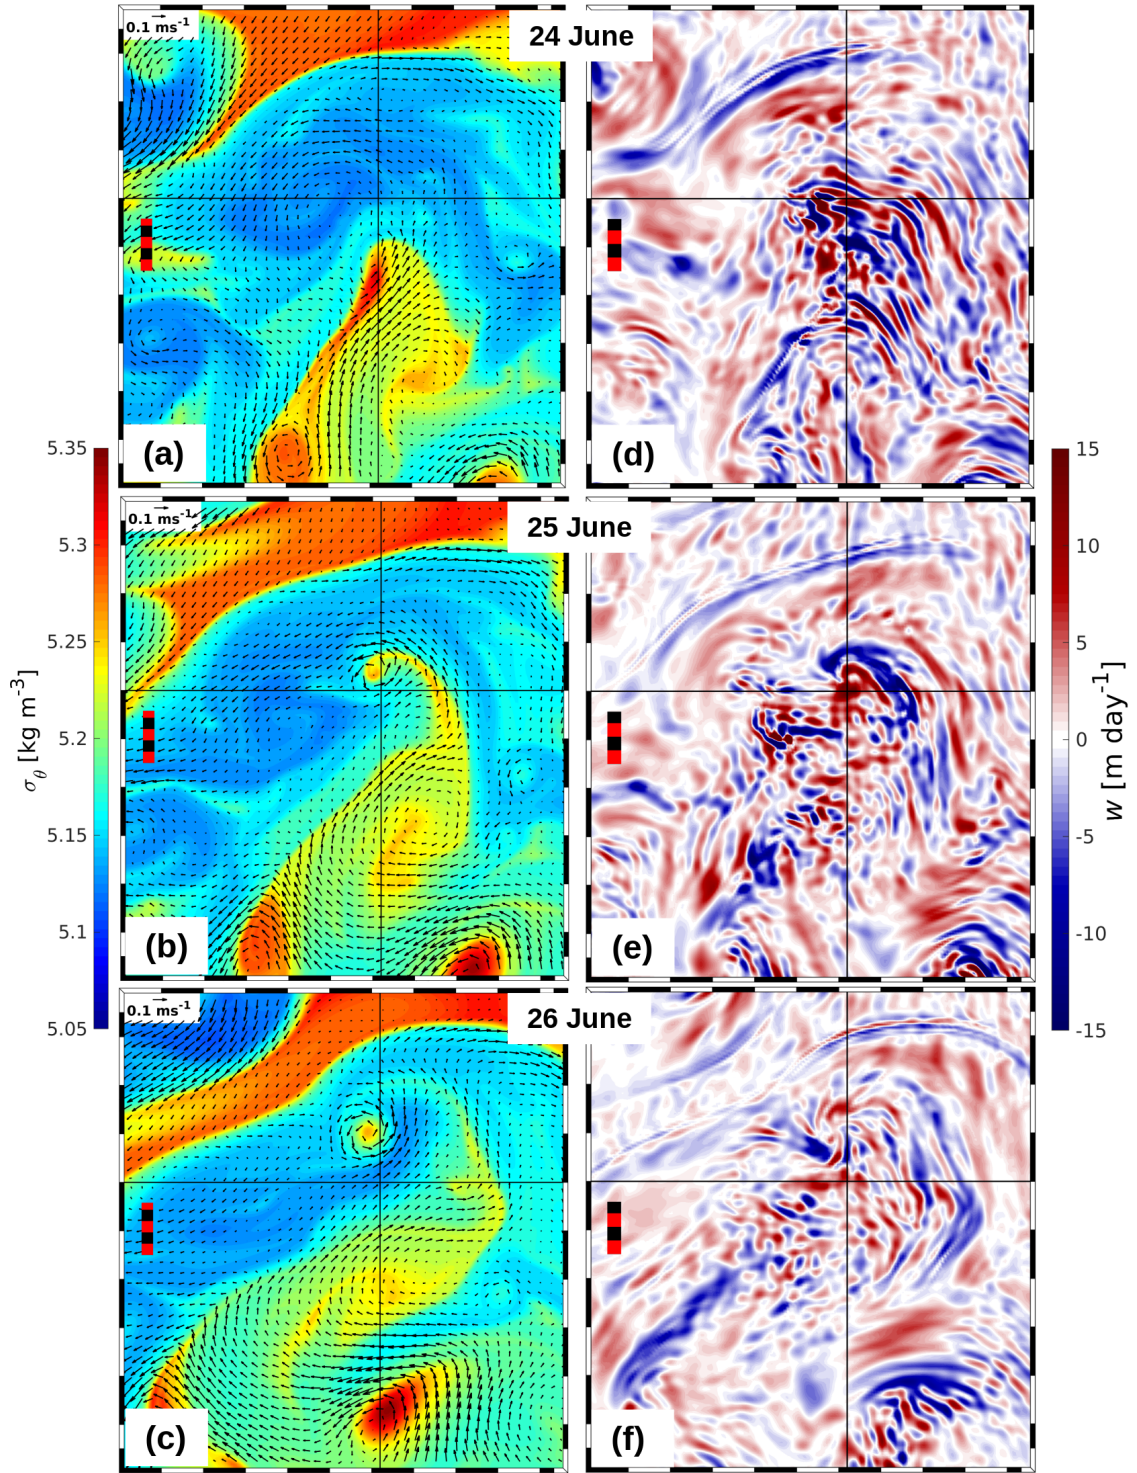 0.1 ms-1
24 June
(a)
(d)
5.35
5.3
5.25
5.2
5.15
5.1
5.05
σθ [kg m-3]
0.1 ms-1
25 June
(b)
(e)
15
10
5
0
-5
-10
-15
w [m day-1]
0.1 ms-1
26 June
(c)
(f)